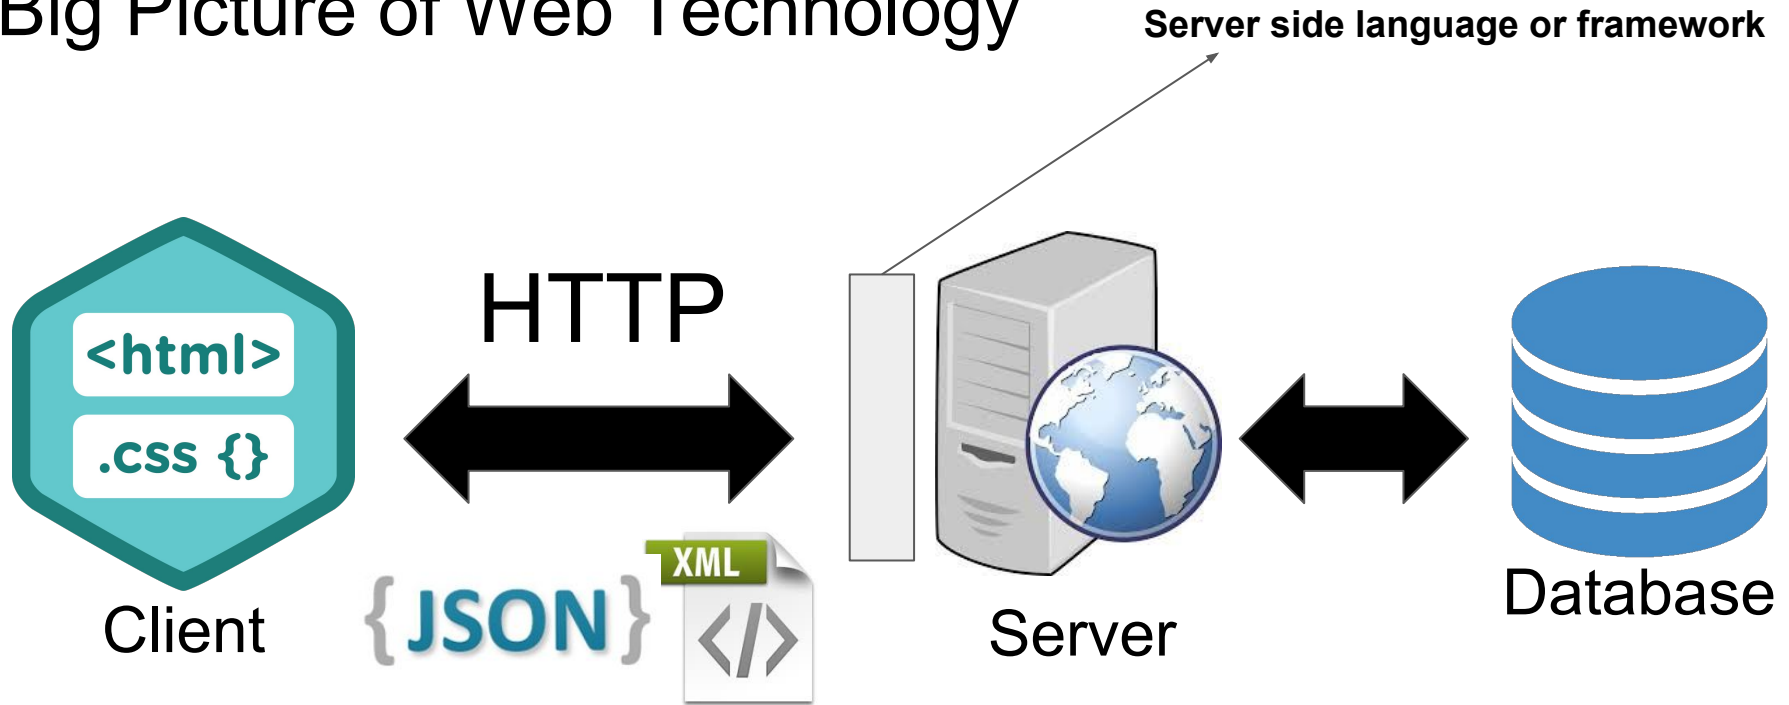 Big Picture of Web Technology
Server side language or framework
HTTP
<html>
.css {}
{JSON}
XML
</>
Client
Server
Database